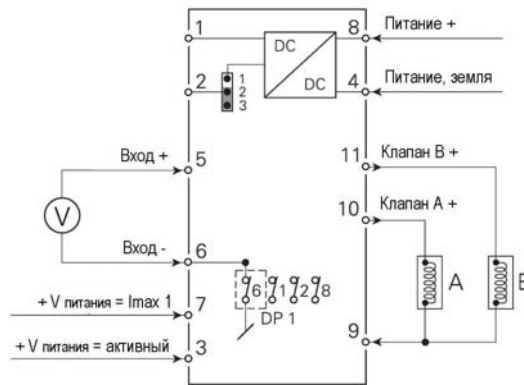 1
DC
DC
8
Питание +
2
1
2
3
4
Питание, земля
Вход +
5
11
Клапан B +
V
10
Клапан A +
Вход -
6
6
1
2
8
DP 1
A
B
+ V питания = Imax 1
7
9
+ V питания = активный
3